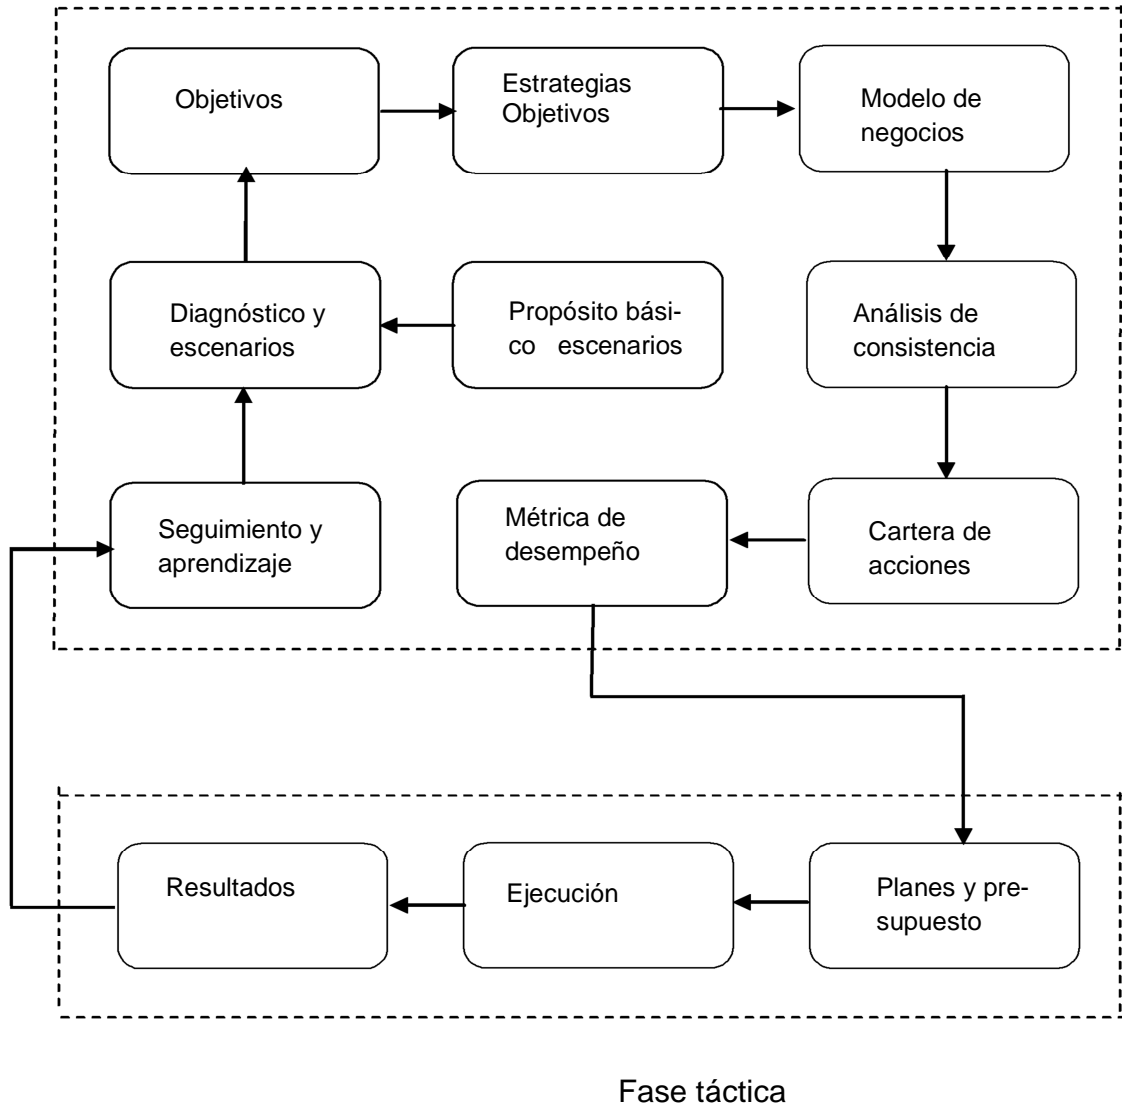 Objetivos
Estrategias
Objetivos
Modelo de
negocios
Diagnóstico y
escenarios
Propósito bási-
co escenarios
Análisis de
consistencia
Seguimiento y
aprendizaje
Métrica de
desempeño
Cartera de
acciones
Resultados
Ejecución
Planes y pre-
supuesto
Fase táctica